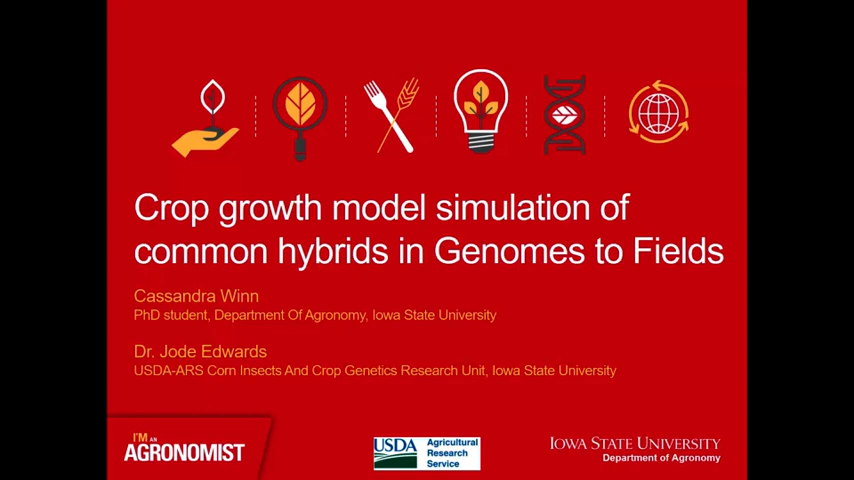 Crop growth model simulation of
common hybrids in Genomes to Fields
Cassandra Winn
PhD student, Department Of Agronomy, Iowa State University
Dr. Jode Edwards
USDA-ARS Corn Insects And Crop Genetics Research Unit, Iowa State University
I'M AN
AGRONOMIST
USDA
Agricultural
Research
Service
IOWA STATE UNIVERSITY
Department of Agronomy